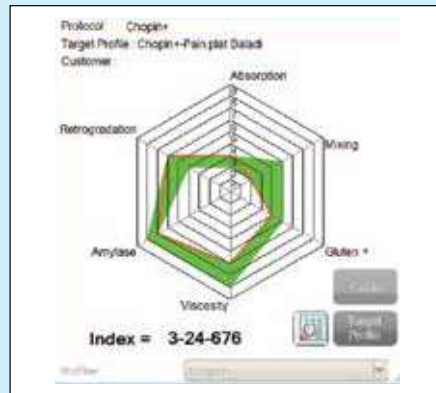 Protocol Chopin+
Target Profile : Chopin+-Pain plat Baladi
Customer :
Absorption
Retrogradation
Mixing
Amylase
Gluten +
Viscosity
Index = 3-24-676
Target
Profile